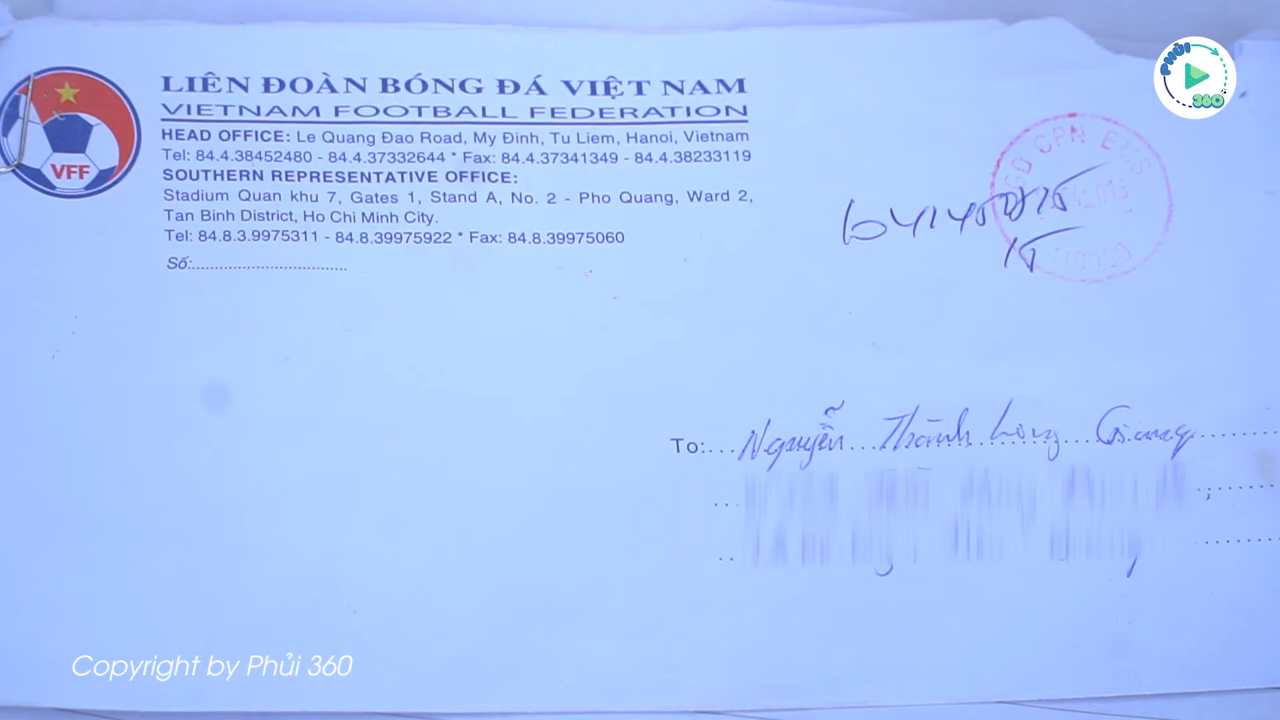 LIÊN ĐOÀN BÓNG ĐÁ VIỆT NAM
VIETNAM FOOTBALL FEDERATION
HEAD OFFICE: Le Quang Đao Road, My Đinh, Tu Liem, Hanoi, Vietnam
Tel: 84.4.38452480 - 84.4.37332644 * Fax: 84.4.37341349 - 84.4.38233119
SOUTHERN REPRESENTATIVE OFFICE:
Stadium Quan khu 7, Gates 1, Stand A, No. 2 - Pho Quang, Ward 2,
Tan Binh District, Ho Chi Minh City.
Tel: 84.8.3.9975311 - 84.8.39975922 * Fax: 84.8.39975060
Số:
VFF
PHỦI
360
CPN EMS
To: Nguyễn Thành Long Giang
Copyright by Phủi 360